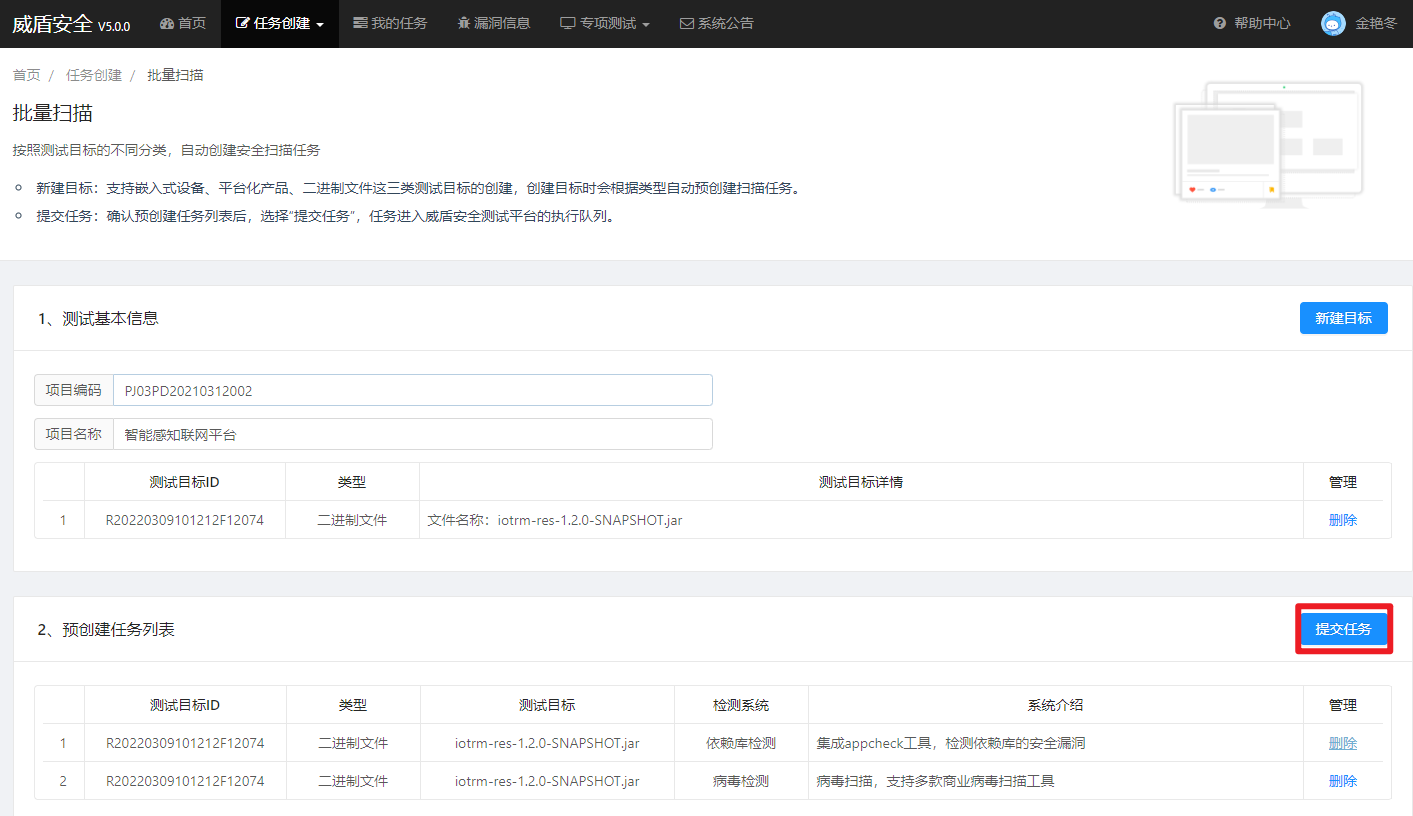 威盾安全 V5.0.0 首页 任务创建 我的任务 漏洞信息 专项测试 系统公告 帮助中心 金艳冬
首页 / 任务创建 / 批量扫描
批量扫描
按照测试目标的不同分类，自动创建安全扫描任务
新建目标：支持嵌入式设备、平台化产品、二进制文件这三类测试目标的创建，创建目标时会根据类型自动预创建扫描任务。
提交任务：确认预创建任务列表后，选择“提交任务”，任务进入威盾安全测试平台的执行队列。
1、测试基本信息 新建目标
项目编码 PJ03PD20210312002
项目名称 智能感知联网平台
测试目标ID 类型 测试目标详情 管理
1 R20220309101212F12074 二进制文件 文件名称：iotrm-res-1.2.0-SNAPSHOT.jar 删除
2、预创建任务列表 提交任务
测试目标ID 类型 测试目标 检测系统 系统介绍 管理
1 R20220309101212F12074 二进制文件 iotrm-res-1.2.0-SNAPSHOT.jar 依赖库检测 集成appcheck工具，检测依赖库的安全漏洞 删除
2 R20220309101212F12074 二进制文件 iotrm-res-1.2.0-SNAPSHOT.jar 病毒检测 病毒扫描，支持多款商业病毒扫描工具 删除